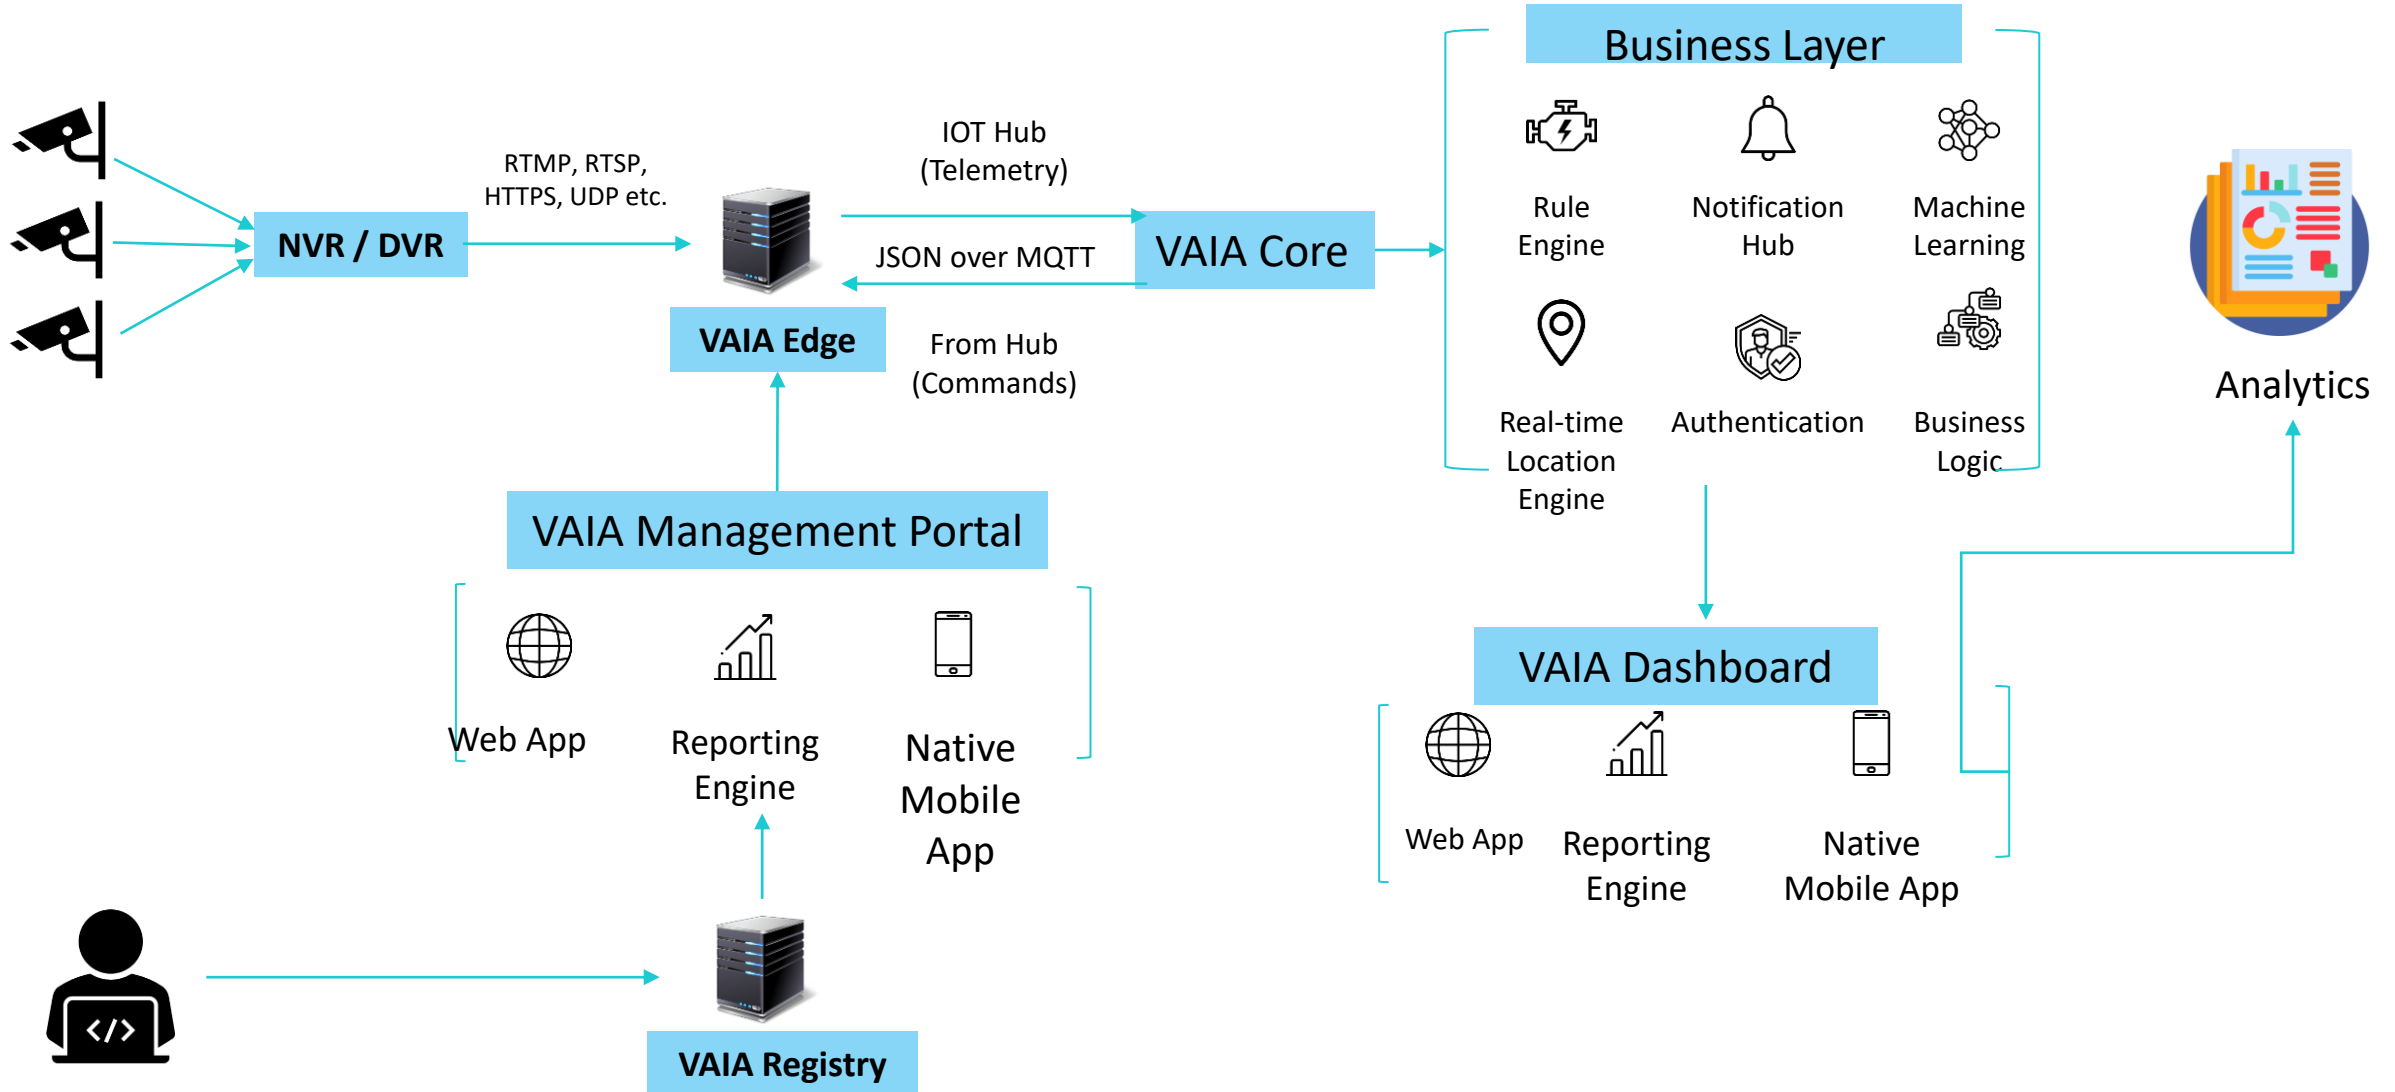 Business Layer
IOT Hub
(Telemetry)
RTMP, RTSP,
HTTPS, UDP etc.
NVR / DVR
JSON over MQTT
VAIA Core
VAIA Edge
From Hub
(Commands)
Rule
Engine
Notification
Hub
Machine
Learning
Real-time
Location
Engine
Authentication
Business
Logic
Analytics
VAIA Management Portal
Web App
Reporting
Engine
Native
Mobile
App
VAIA Dashboard
Web App
Reporting
Engine
Native
Mobile App
</>
VAIA Registry